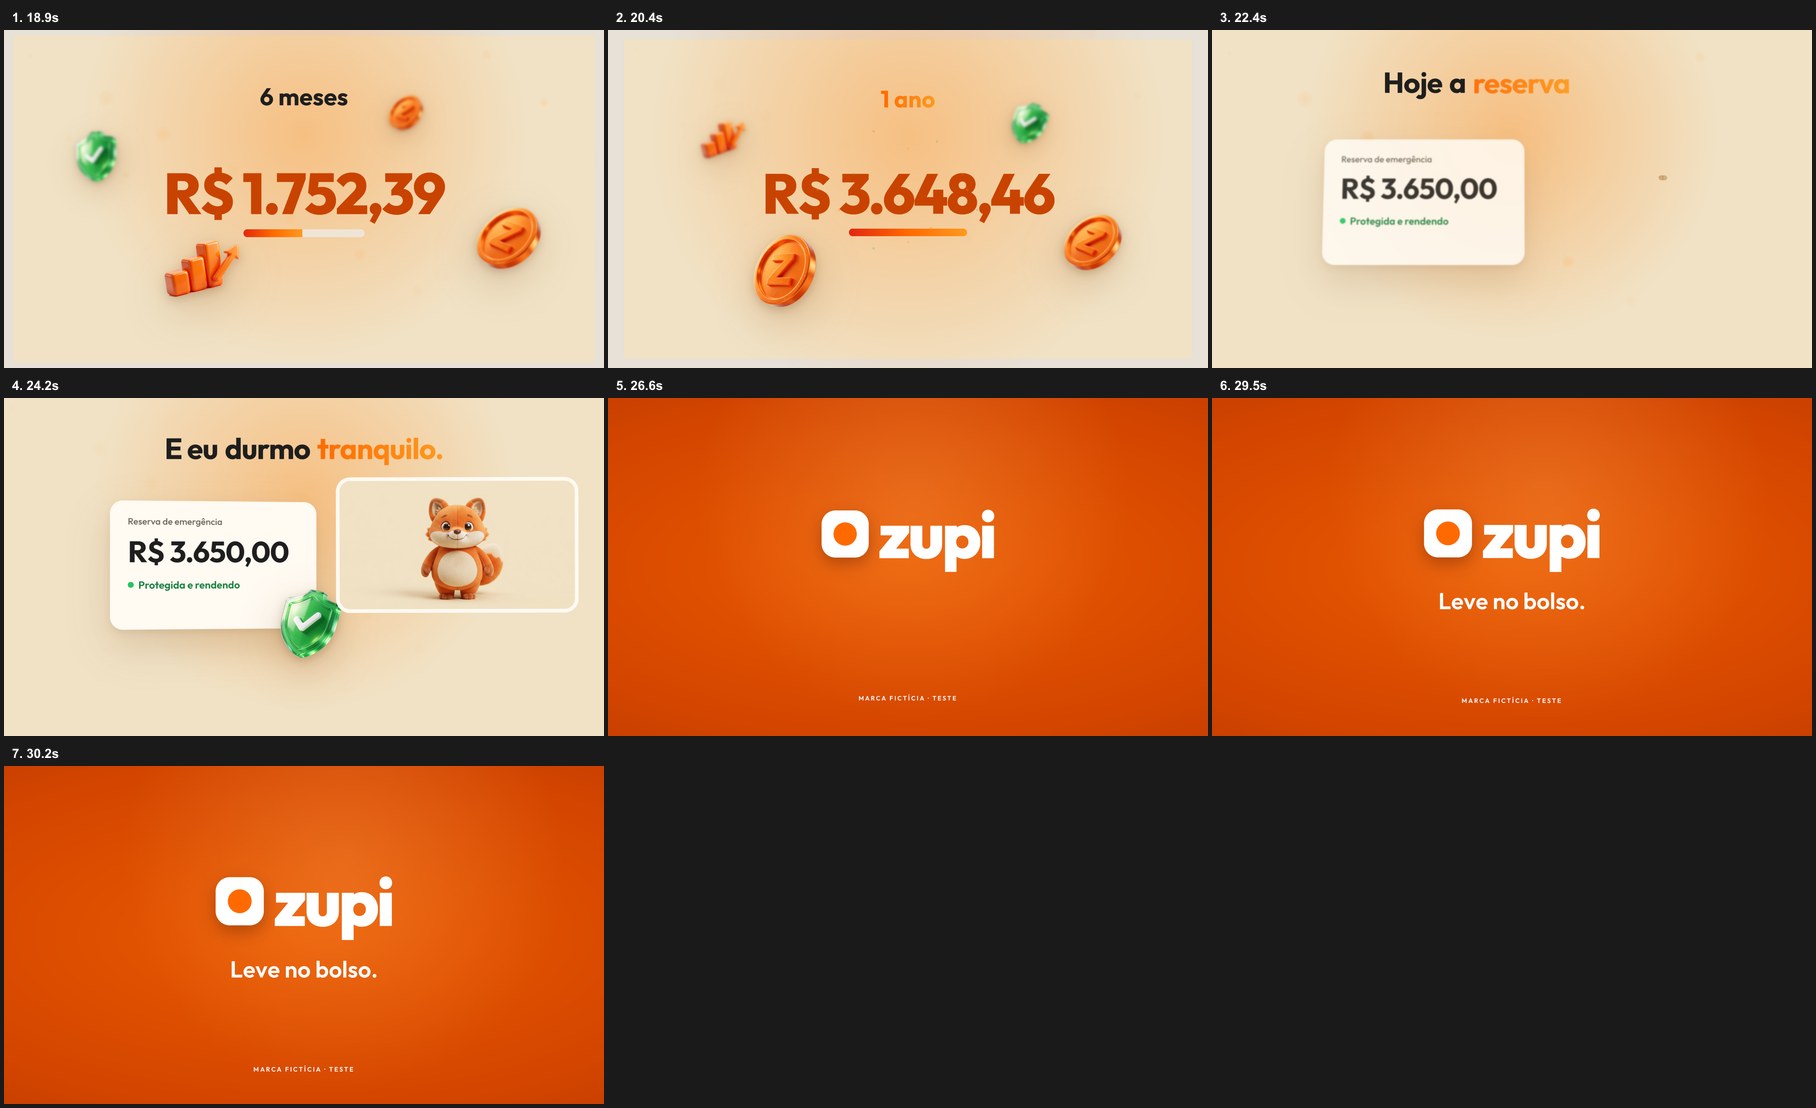 1. 18.9s
6 meses
R$ 1.752,39
2. 20.4s
1 ano
R$ 3.648,46
3. 22.4s
Hoje a reserva
Reserva de emergência
R$ 3.650,00
Protegida e rendendo
4. 24.2s
E eu durmo tranquilo.
Reserva de emergência
R$ 3.650,00
Protegida e rendendo
5. 26.6s
zupi
MARCA FICTÍCIA · TESTE
6. 29.5s
zupi
Leve no bolso.
MARCA FICTÍCIA · TESTE
7. 30.2s
zupi
Leve no bolso.
MARCA FICTÍCIA · TESTE